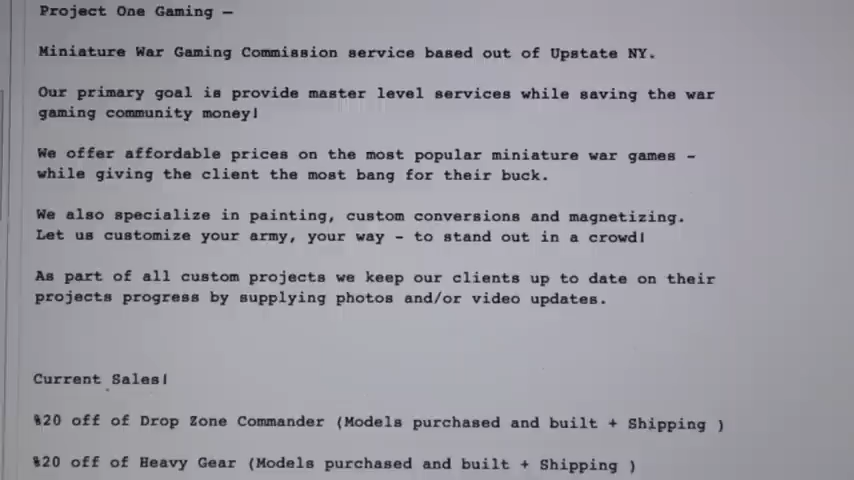 Project One Gaming –
Miniature War Gaming Commission service based out of Upstate NY.
Our primary goal is provide master level services while saving the war
gaming community money!
We offer affordable prices on the most popular miniature war games –
while giving the client the most bang for their buck.
We also specialize in painting, custom conversions and magnetizing.
Let us customize your army, your way – to stand out in a crowd!
As part of all custom projects we keep our clients up to date on their
projects progress by supplying photos and/or video updates.
Current Sales!
%20 off of Drop Zone Commander (Models purchased and built + Shipping )
%20 off of Heavy Gear (Models purchased and built + Shipping )